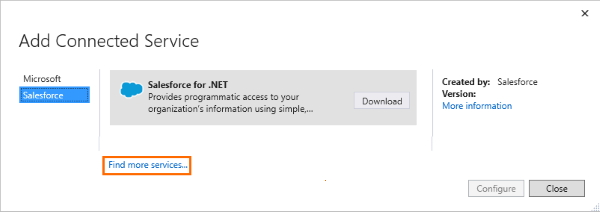 Add Connected Service
Microsoft
Salesforce
Salesforce for .NET
Provides programmatic access to your
organization's information using simple,...
Download
Created by: Salesforce
Version:
More information
Find more services...
Configure
Close